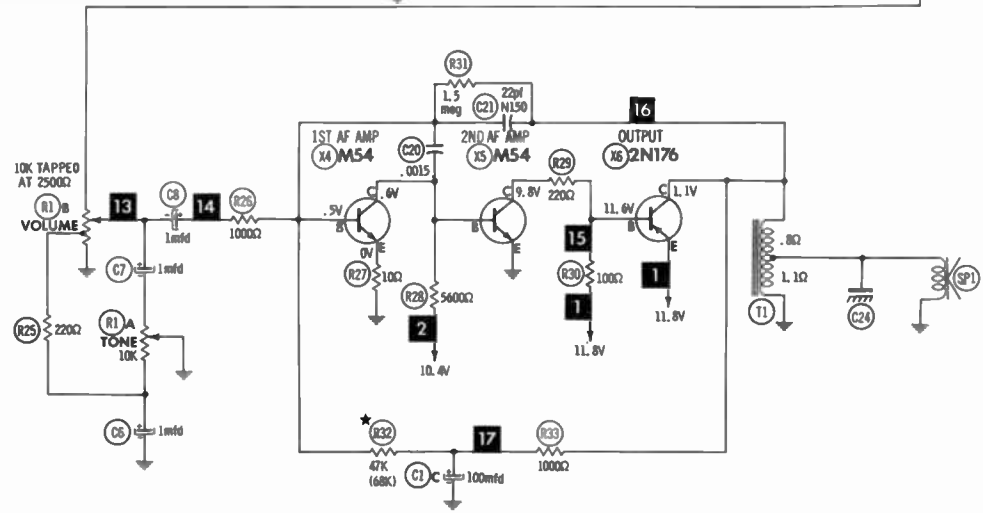 R31
1.5
meg
22pf
C21 N150
16
1ST AF AMP
X4 M54
C20
.0015
2ND AF AMP
X5 M54
OUTPUT
X6 2N176
R29
220Ω
10K TAPPED
AT 2500Ω
R1 B
VOLUME
13
C8
1mfd
14
R26
1000Ω
C
.6V
.5V
B
E
0V
C
9.8V
B
E
11.6V
C
1.1V
B
E
15
R27
10Ω
R28
5600Ω
R30
100Ω
1
1
11.8V
11.8V
2
10.4V
C7
1mfd
R25
220Ω
R1 A
TONE
10K
C6
1mfd
.8Ω
1.1Ω
T1
C24
SP1
★
R32
47K
(68K)
17
C1 C
100mfd
R33
1000Ω